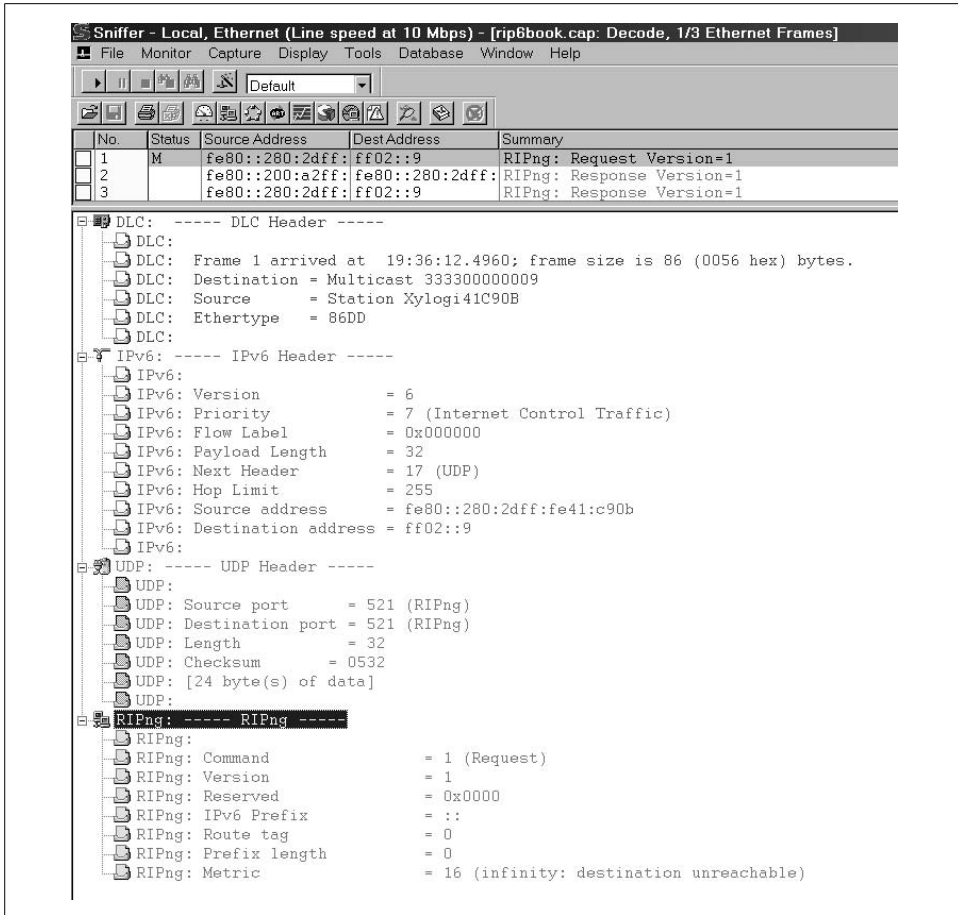 Sniffer - Local, Ethernet (Line speed at 10 Mbps) - [rip6book.cap: Decode, 1/3 Ethernet Frames]
File Monitor Capture Display Tools Database Window Help
Default
No. Status Source Address Dest Address Summary
1 M fe80::280:2dff: ff02::9 RIPng: Request Version=1
2 fe80::200:a2ff: fe80::280:2dff: RIPng: Response Version=1
3 fe80::280:2dff: ff02::9 RIPng: Response Version=1
DLC: ----- DLC Header -----
DLC:
DLC: Frame 1 arrived at 19:36:12.4960; frame size is 86 (0056 hex) bytes.
DLC: Destination = Multicast 333300000009
DLC: Source = Station Xylogi41C90B
DLC: Ethertype = 86DD
DLC:
IPv6: ----- IPv6 Header -----
IPv6:
IPv6: Version = 6
IPv6: Priority = 7 (Internet Control Traffic)
IPv6: Flow Label = 0x000000
IPv6: Payload Length = 32
IPv6: Next Header = 17 (UDP)
IPv6: Hop Limit = 255
IPv6: Source address = fe80::280:2dff:fe41:c90b
IPv6: Destination address = ff02::9
IPv6:
UDP: ----- UDP Header -----
UDP:
UDP: Source port = 521 (RIPng)
UDP: Destination port = 521 (RIPng)
UDP: Length = 32
UDP: Checksum = 0532
UDP: [24 byte(s) of data]
UDP:
RIPng: ----- RIPng -----
RIPng:
RIPng: Command = 1 (Request)
RIPng: Version = 1
RIPng: Reserved = 0x0000
RIPng: IPv6 Prefix = ::
RIPng: Route tag = 0
RIPng: Prefix length = 0
RIPng: Metric = 16 (infinity: destination unreachable)